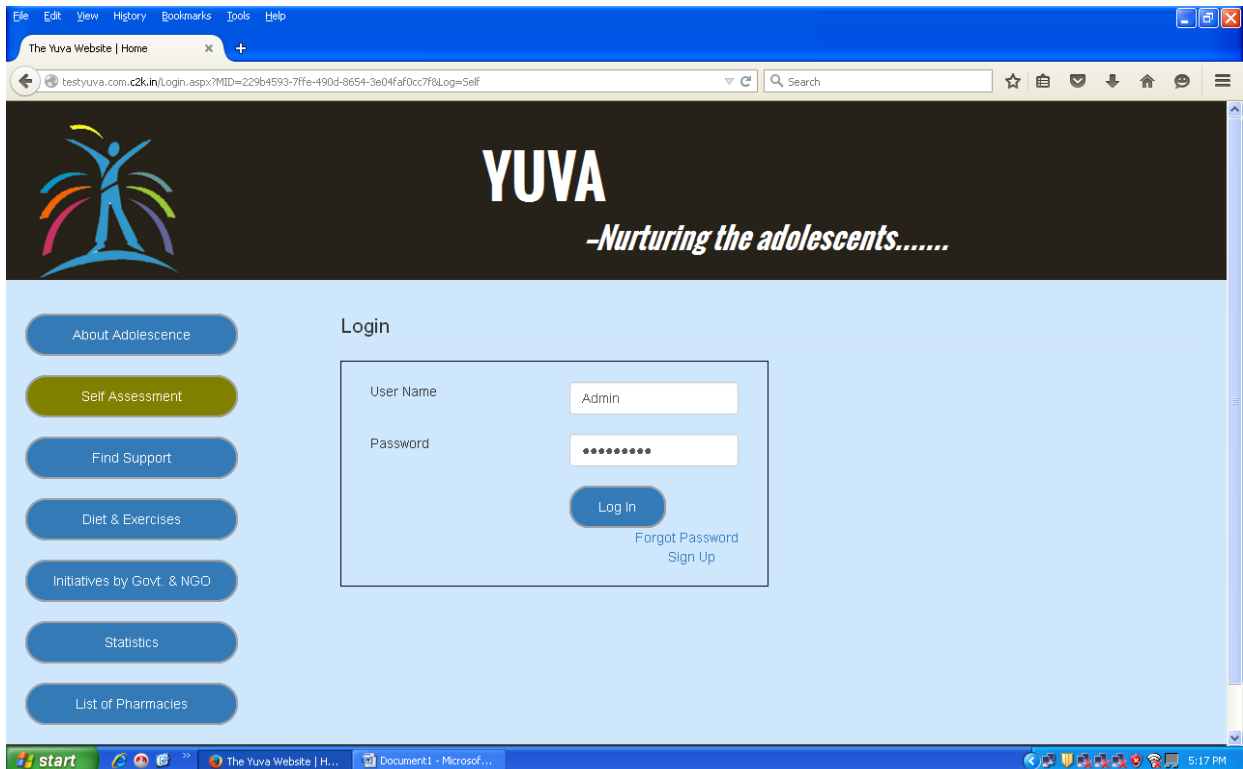 File Edit View History Bookmarks Tools Help
The Yuva Website | Home
testyuva.com.c2k.in/Login.aspx?MID=229b4593-7ffe-490d-8654-3e04faf0cc7f&Log=Self
Search
YUVA
-Nurturing the adolescents.......
About Adolescence
Self Assessment
Find Support
Diet & Exercises
Initiatives by Govt. & NGO
Statistics
List of Pharmacies
Login
User Name
Admin
Password
Log In
Forgot Password
Sign Up
start
The Yuva Website | H...
Document1 - Microsof...
5:17 PM